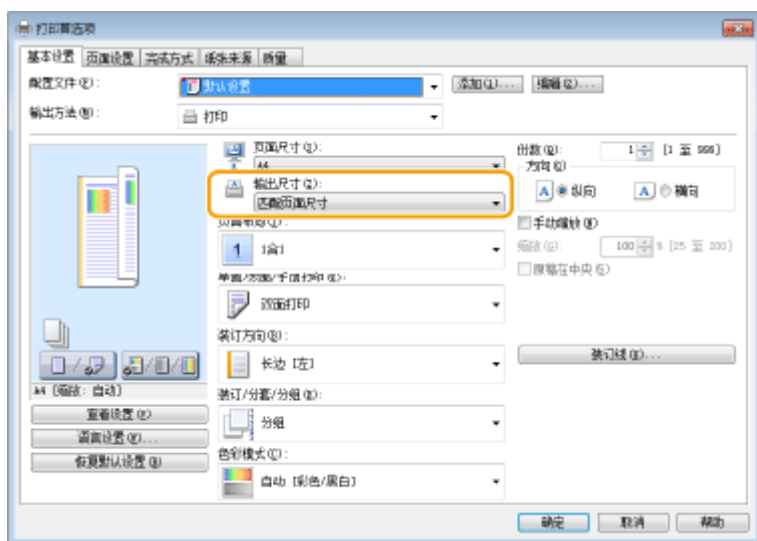 打印首选项
基本设置 页面设置 完成方式 纸张来源 质量
配置文件(F): 默认设置 添加(1)... 编辑(2)...
输出方法(M): 打印
页面尺寸(Q):
A4
输出尺寸(Z):
匹配页面尺寸
页面布局(L):
1合1
单面/双面/手册打印(X):
双面打印
装订方向(B):
长边 [左]
装订/分套/分组(U):
分组
色彩模式(C):
自动 [彩色/黑白]
份数(Q): 1 [1 至 999]
方向(O)
A 纵向 A 横向
手动缩放(W)
缩放(G): 100 % [25 至 200]
原稿在中央(S)
装订线(R)...
A4 [缩放: 自动]
查看设置(P)
语言设置(K)...
恢复默认设置(D)
确定 取消 帮助